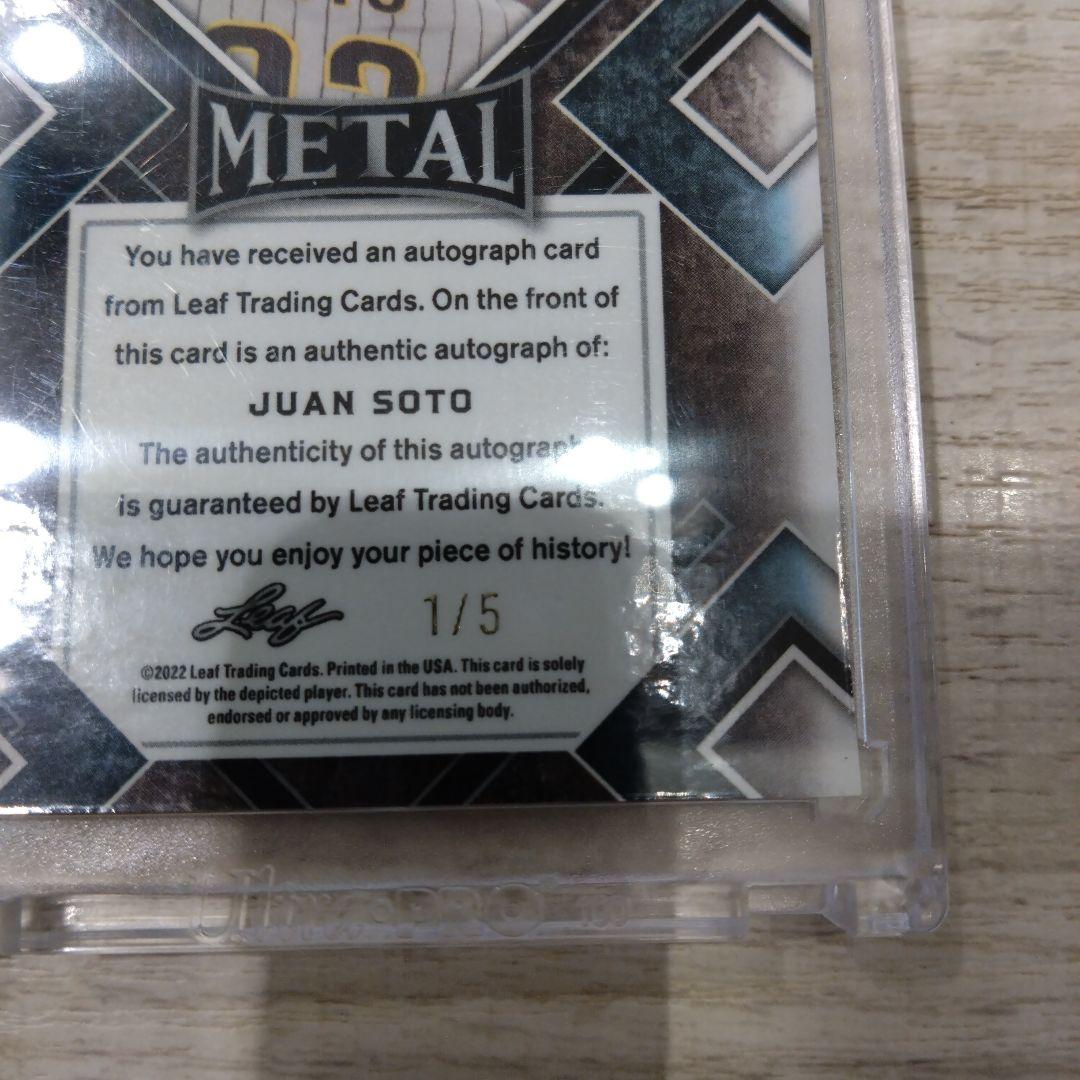 METAL
You have received an autograph card
from Leaf Trading Cards. On the front of
this card is an authentic autograph of:
JUAN SOTO
The authenticity of this autograph
is guaranteed by Leaf Trading Cards.
We hope you enjoy your piece of history!
Leaf 1/5
©2022 Leaf Trading Cards. Printed in the USA. This card is solely
licensed by the depicted player. This card has not been authorized,
endorsed or approved by any licensing body.
Ultra PRO